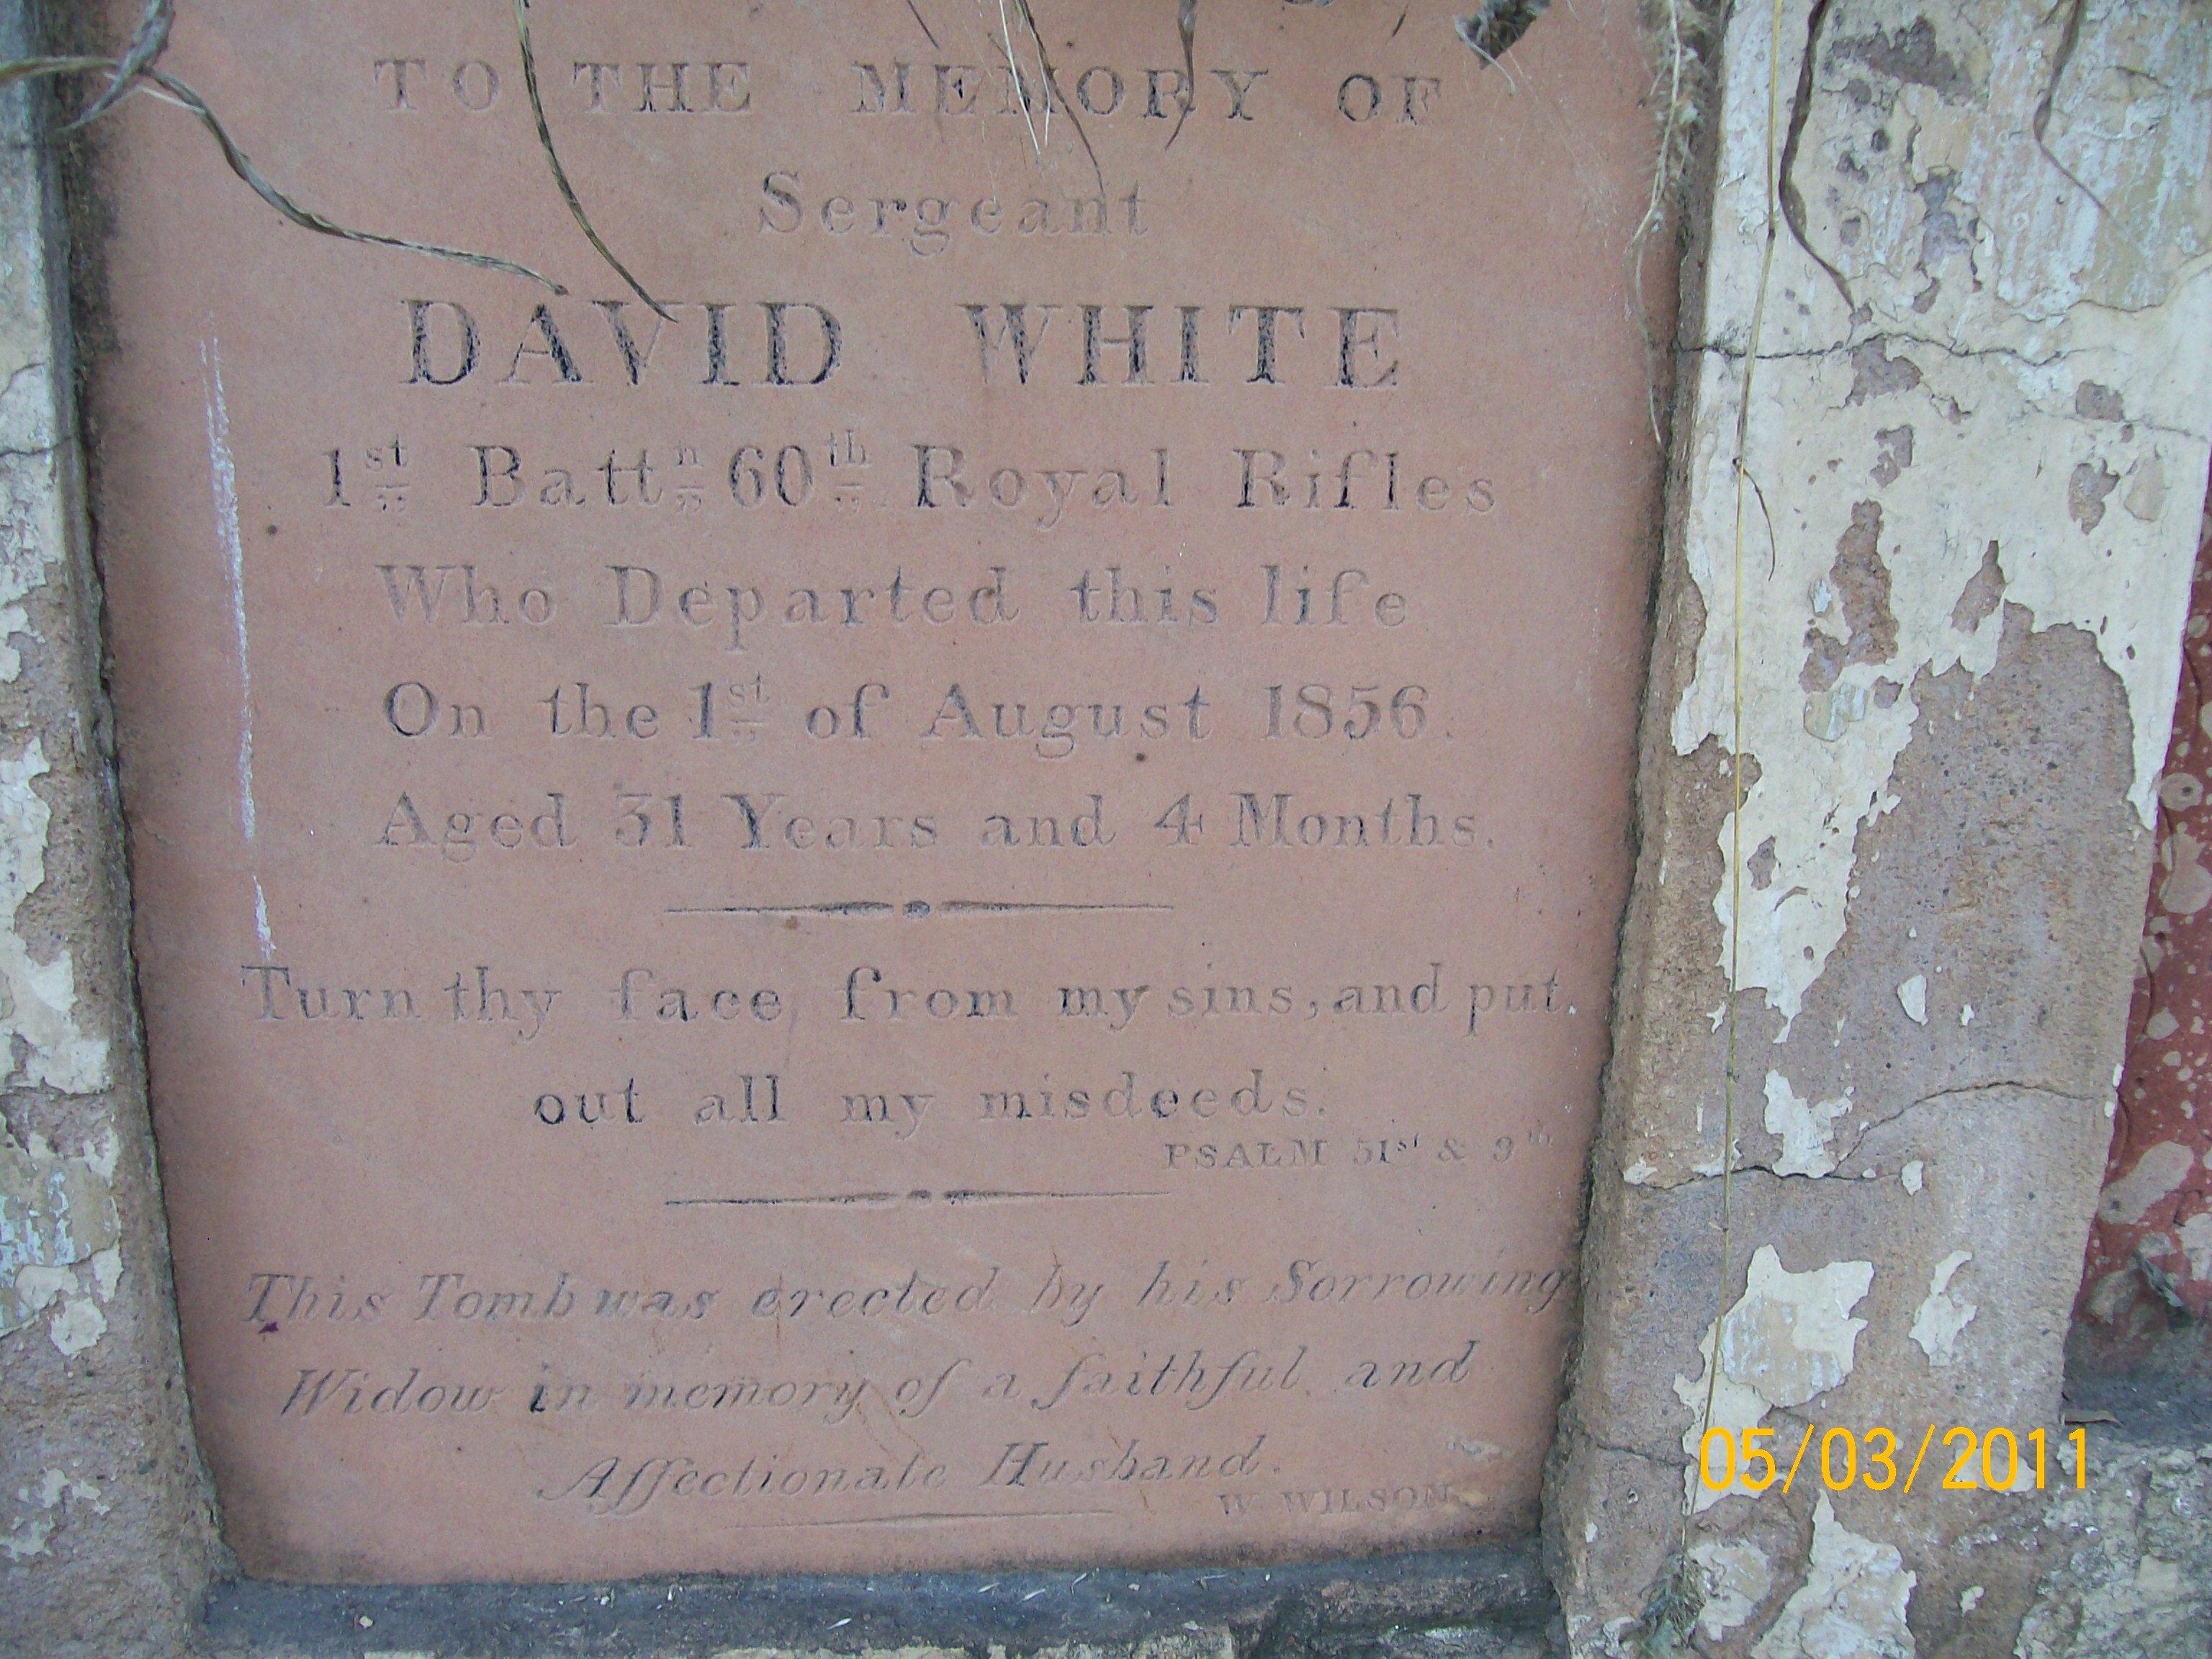 TO THE MEMORY OF
Sergeant
DAVID WHITE
1st Battn 60th Royal Rifles
Who Departed this life
On the 1st of August 1856.
Aged 31 Years and 4 Months.
Turn thy face from my sins, and put
out all my misdeeds.
PSALM 51st & 9th
This Tomb was erected by his Sorrowing
Widow in memory of a faithful and
Affectionate Husband.
W WILSON
05/03/2011